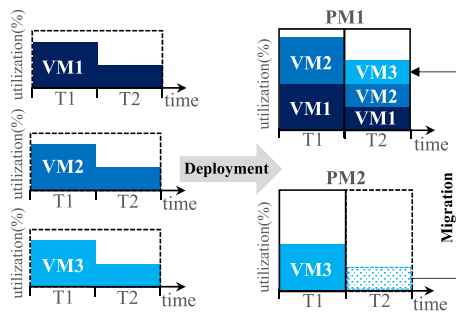 utilization(%)
VM1
T1
T2
time
utilization(%)
VM2
T1
T2
time
utilization(%)
VM3
T1
T2
time
Deployment
PM1
utilization(%)
VM2
VM1
VM3
VM2
VM1
T1
T2
time
PM2
utilization(%)
VM3
T1
T2
time
Migration